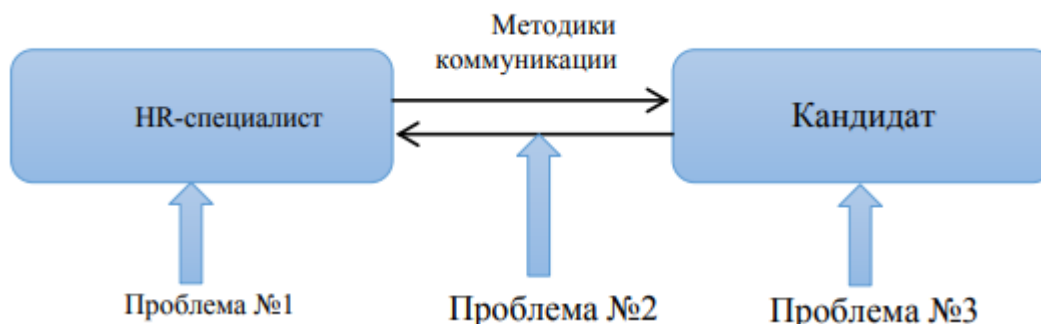 Методики
коммуникации
HR-специалист
Кандидат
Проблема №1
Проблема №2
Проблема №3